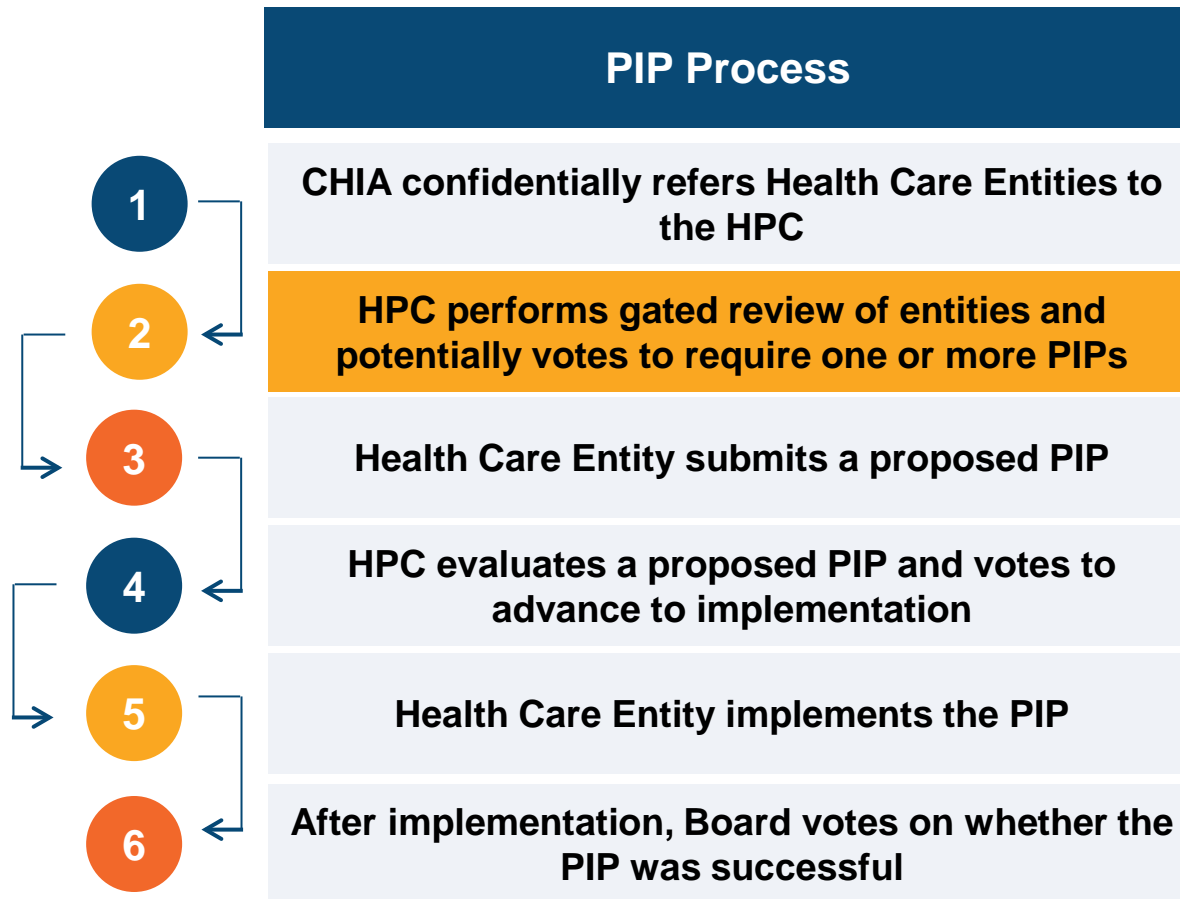 PIP Process
1
CHIA confidentially refers Health Care Entities to
the HPC
2
HPC performs gated review of entities and
potentially votes to require one or more PIPs
3
Health Care Entity submits a proposed PIP
4
HPC evaluates a proposed PIP and votes to
advance to implementation
5
Health Care Entity implements the PIP
6
After implementation, Board votes on whether the
PIP was successful